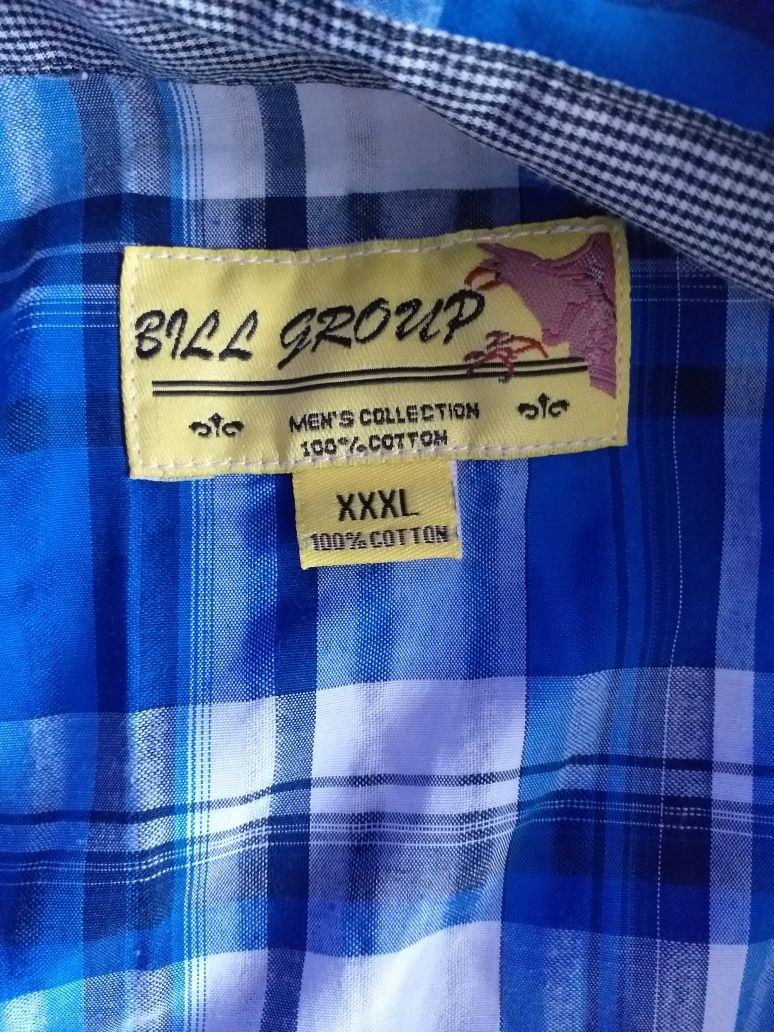 BILL GROUP
MEN'S COLLECTION
100% COTTON
XXXL
100% COTTON